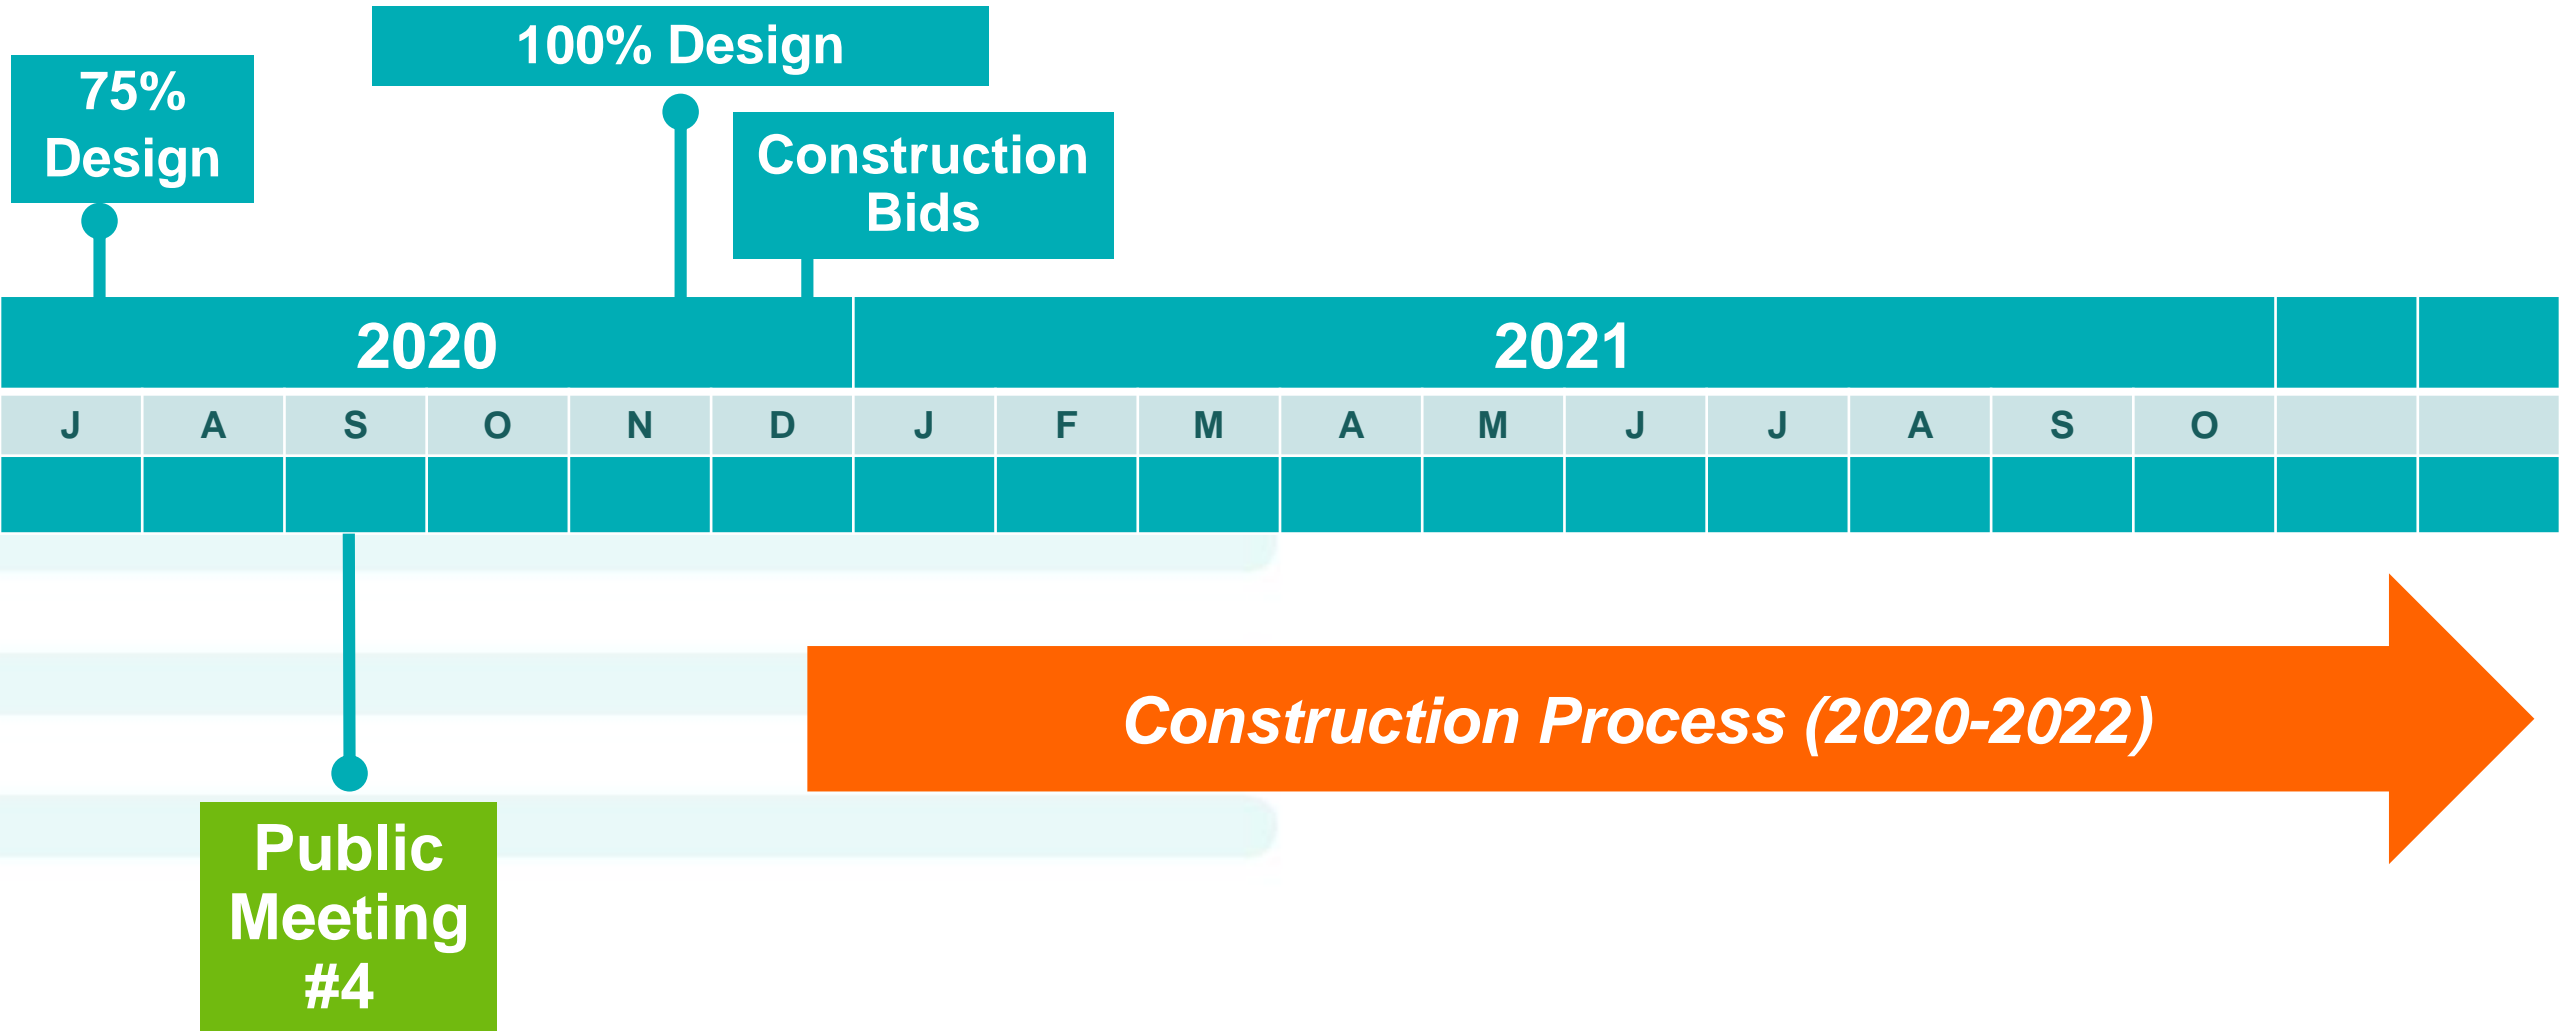 100% Design
75%
Design
Construction
Bids
2020 2021
J A S O N D J F M A M J J A S O
Construction Process (2020-2022)
Public
Meeting
#4